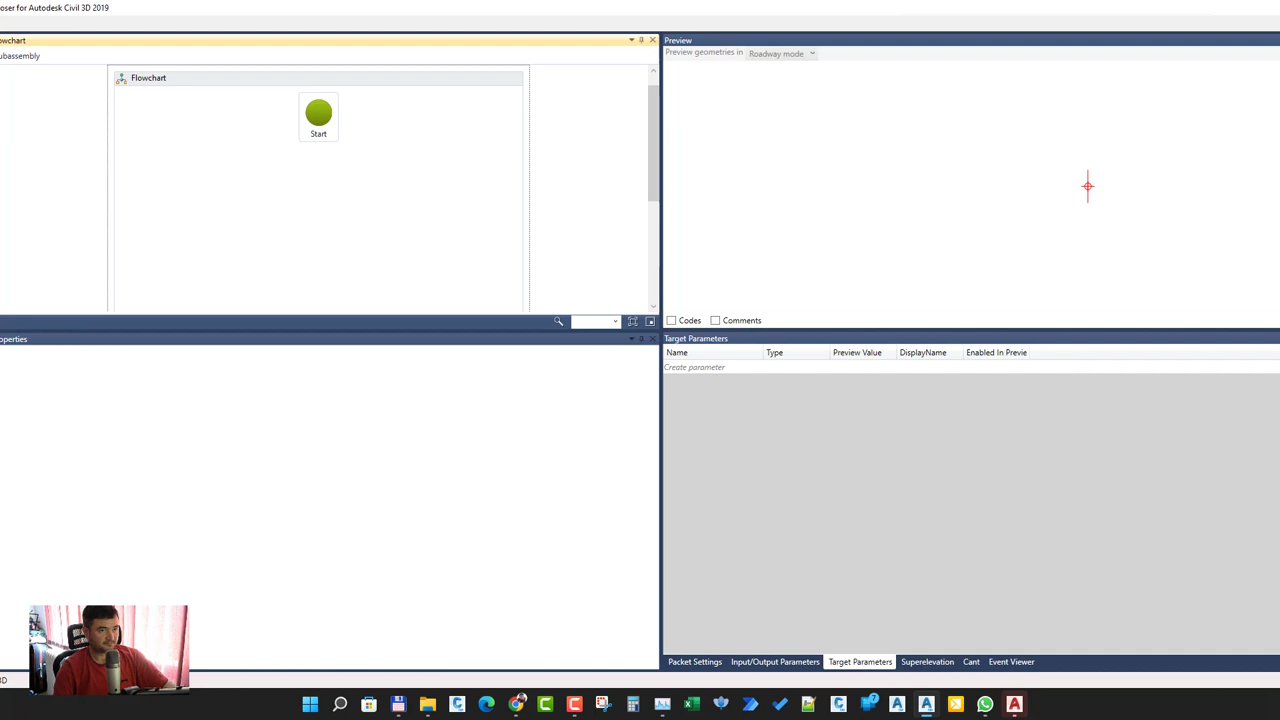 oser for Autodesk Civil 3D 2019
owchart
Preview
ubassembly
Preview geometries in Roadway mode
Flowchart
Start
Codes Comments
operties
Target Parameters
Name Type Preview Value DisplayName Enabled In Previe
Create parameter
Packet Settings Input/Output Parameters Target Parameters Superelevation Cant Event Viewer
3D